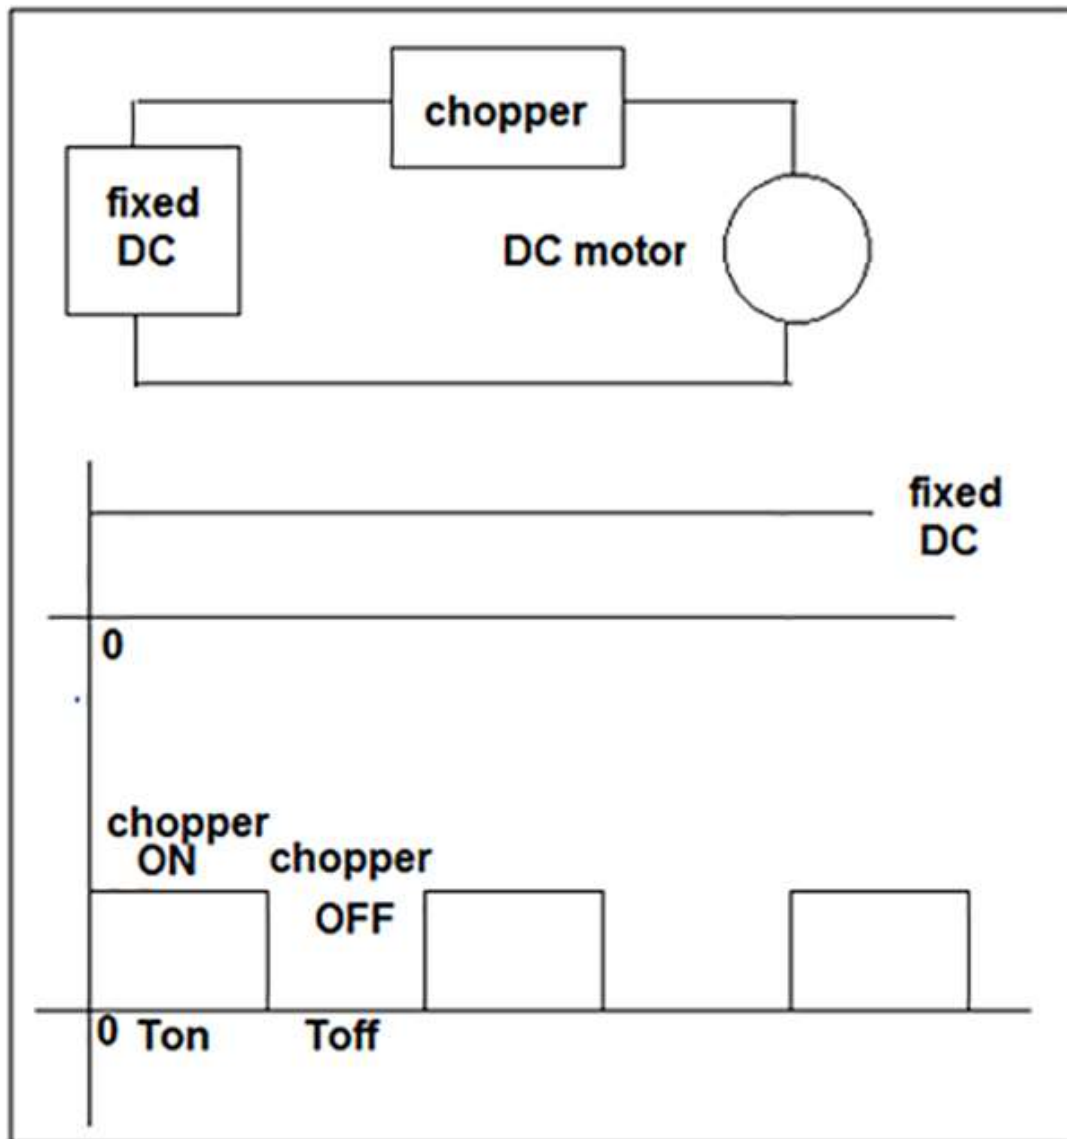 chopper
fixed
DC
DC motor
fixed
DC
0
chopper
ON
chopper
OFF
0 Ton Toff